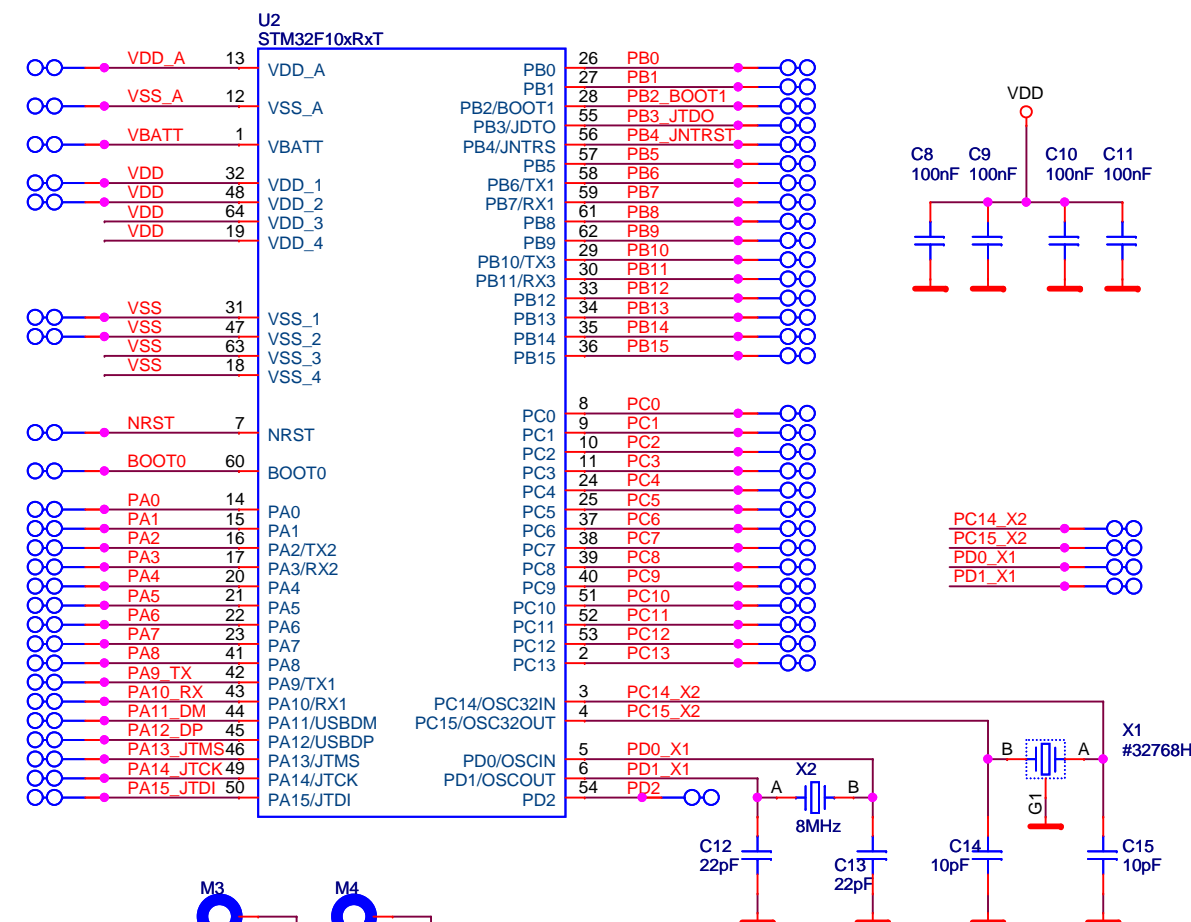 U2
STM32F10xRxT
VDD_A 13 VDD_A
VSS_A 12 VSS_A
VBATT 1 VBATT
VDD 32 VDD_1
VDD 48 VDD_2
VDD 64 VDD_3
VDD 19 VDD_4
VSS 31 VSS_1
VSS 47 VSS_2
VSS 63 VSS_3
VSS 18 VSS_4
NRST 7 NRST
BOOT0 60 BOOT0
PA0 14 PA0
PA1 15 PA1
PA2 16 PA2/TX2
PA3 17 PA3/RX2
PA4 20 PA4
PA5 21 PA5
PA6 22 PA6
PA7 23 PA7
PA8 41 PA8
PA9_TX 42 PA9/TX1
PA10_RX 43 PA10/RX1
PA11_DM 44 PA11/USBDM
PA12_DP 45 PA12/USBDP
PA13_JTMS 46 PA13/JTMS
PA14_JTCK 49 PA14/JTCK
PA15_JTDI 50 PA15/JTDI
PB0 26 PB0
PB1 27 PB1
PB2/BOOT1 28 PB2_BOOT1
PB3/JDTO 55 PB3_JTDO
PB4/JNTRS 56 PB4_JNTRST
PB5 57 PB5
PB6/TX1 58 PB6
PB7/RX1 59 PB7
PB8 61 PB8
PB9 62 PB9
PB10/TX3 29 PB10
PB11/RX3 30 PB11
PB12 33 PB12
PB13 34 PB13
PB14 35 PB14
PB15 36 PB15
PC0 8 PC0
PC1 9 PC1
PC2 10 PC2
PC3 11 PC3
PC4 24 PC4
PC5 25 PC5
PC6 37 PC6
PC7 38 PC7
PC8 39 PC8
PC9 40 PC9
PC10 51 PC10
PC11 52 PC11
PC12 53 PC12
PC13 2 PC13
PC14/OSC32IN 3 PC14_X2
PC15/OSC32OUT 4 PC15_X2
PD0/OSCIN 5 PD0_X1
PD1/OSCOUT 6 PD1_X1
PD2 54 PD2
VDD
C8 C9 C10 C11
100nF 100nF 100nF 100nF
PC14_X2
PC15_X2
PD0_X1
PD1_X1
X1
#32768H
B A
G1
X2
A B
8MHz
C12
22pF
C13
22pF
C14
10pF
C15
10pF
M3 M4